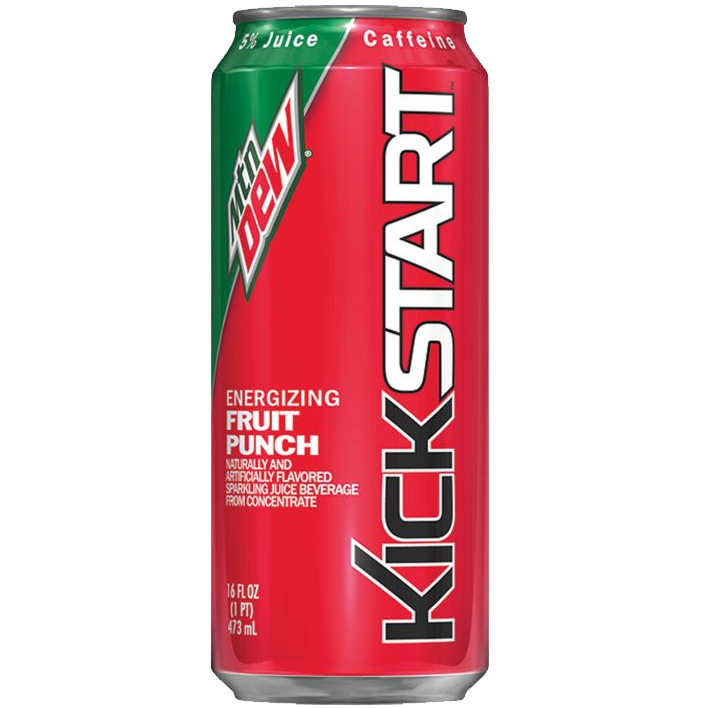 5% Juice Caffeine
Mtn
Dew®
KICKSTART™
ENERGIZING
FRUIT
PUNCH
NATURALLY AND
ARTIFICIALLY FLAVORED
SPARKLING JUICE BEVERAGE
FROM CONCENTRATE
16 FL OZ
(1 PT)
473 mL